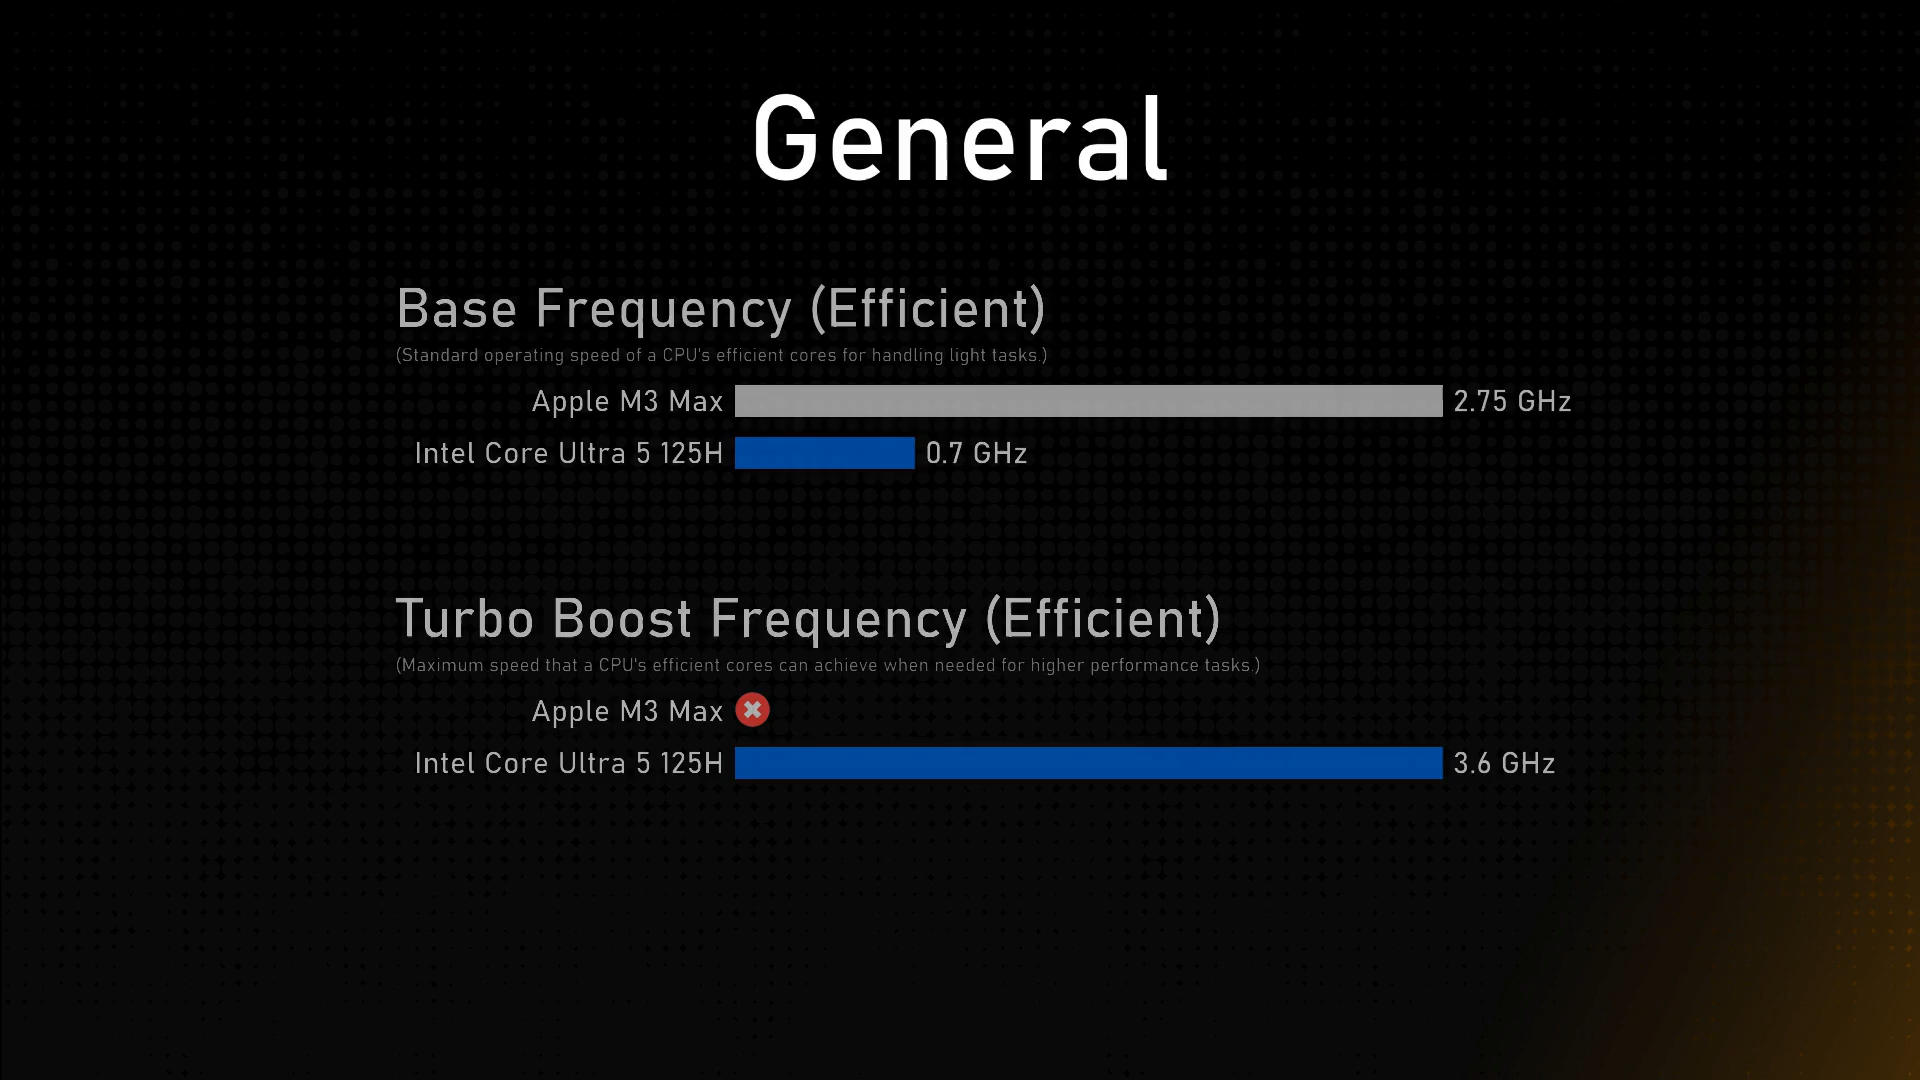 General
Base Frequency (Efficient)
(Standard operating speed of a CPU's efficient cores for handling light tasks.)
Apple M3 Max 2.75 GHz
Intel Core Ultra 5 125H 0.7 GHz
Turbo Boost Frequency (Efficient)
(Maximum speed that a CPU's efficient cores can achieve when needed for higher performance tasks.)
Apple M3 Max
Intel Core Ultra 5 125H 3.6 GHz